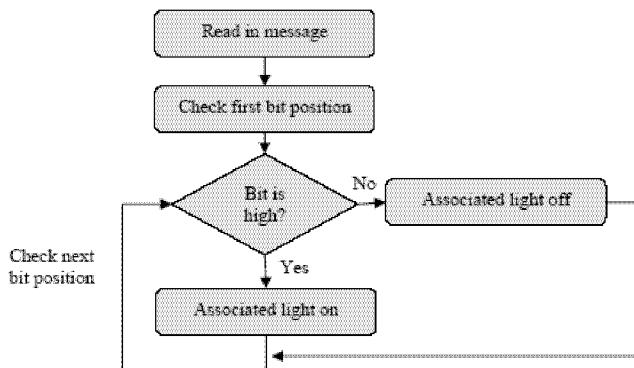 Read in message
Check first bit position
Bit is
high?
No
Associated light off
Yes
Check next
bit position
Associated light on